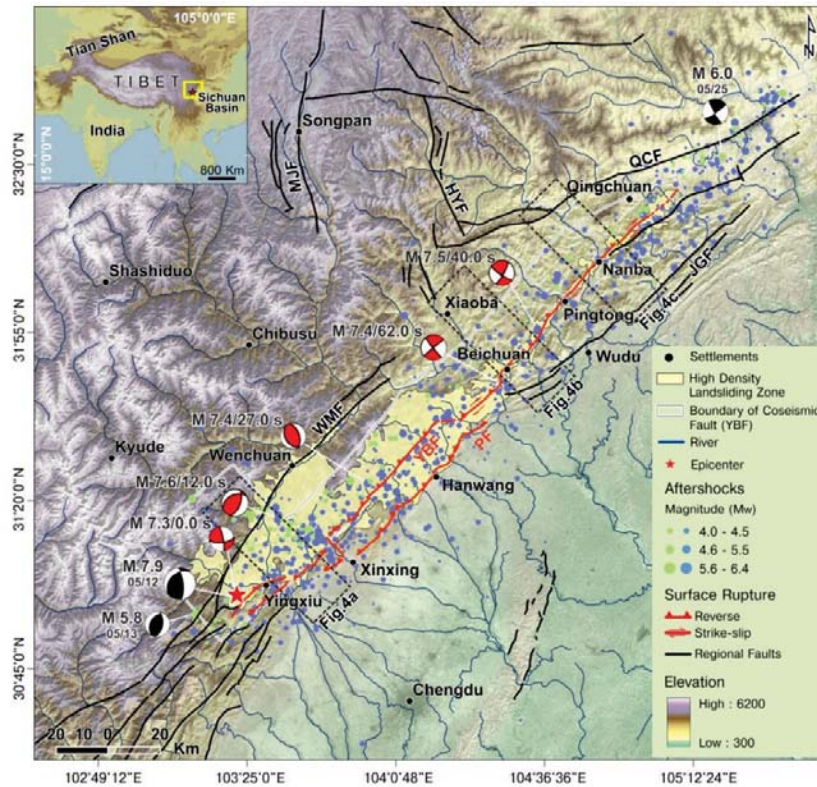 105°0'0"E
Tian Shan
TIBET
Sichuan
Basin
India
15°0'0"N
800 Km
N
M 6.0
05/25
Songpan
MJF
HYF
QCF
Qingchuan
M 7.5/40.0 s
Nanba
JGF
Shashiduo
Xiaoba
Pingtong
Fig.4c
M 7.4/62.0 s
Chibusu
Beichuan
Wudu
Fig.4b
M 7.4/27.0 s
WMF
Kyude
Wenchuan
YBF
PF
M 7.6/12.0 s
Hanwang
M 7.3/0.0 s
M 7.9
05/12
Xinxing
Yingxiu
Fig.4a
M 5.8
05/13
Chengdu
20 10 0 20
Km
32°30'0"N
31°55'0"N
31°20'0"N
30°45'0"N
102°49'12"E 103°25'0"E 104°0'48"E 104°36'36"E 105°12'24"E
Settlements
High Density
Landsliding Zone
Boundary of Coseismic
Fault (YBF)
River
Epicenter
Aftershocks
Magnitude (Mw)
4.0 - 4.5
4.6 - 5.5
5.6 - 6.4
Surface Rupture
Reverse
Strike-slip
Regional Faults
Elevation
High : 6200
Low : 300